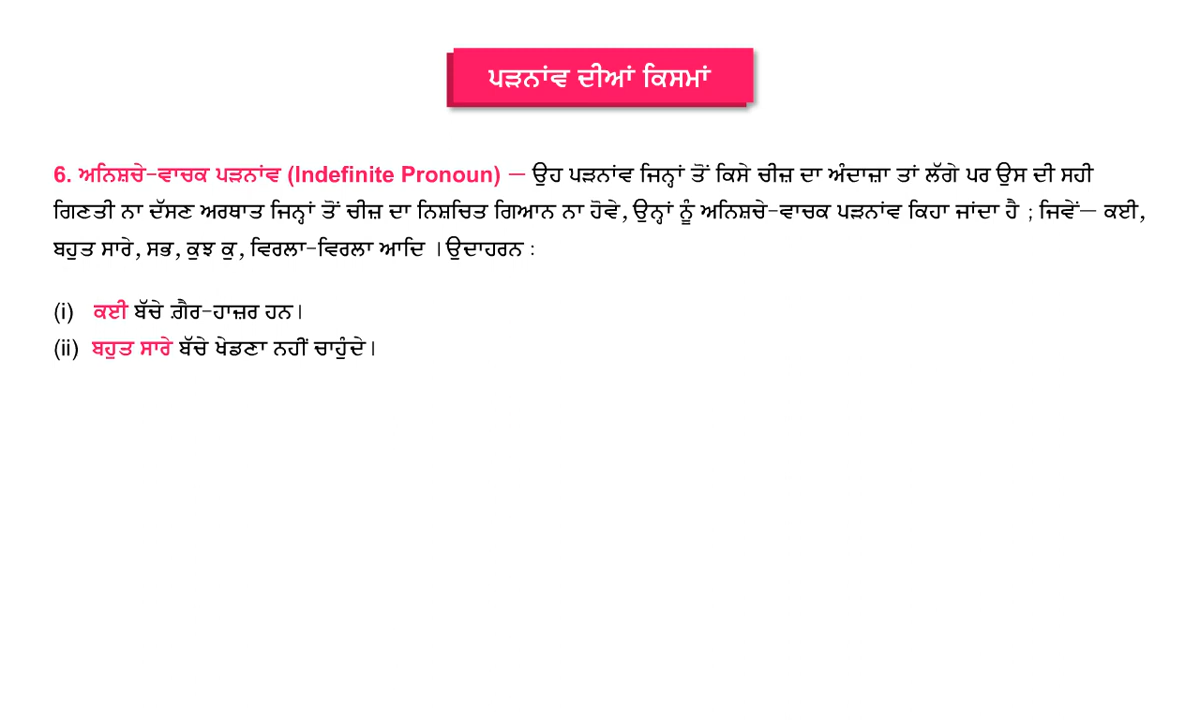 ਪੜਨਾਂਵ ਦੀਆਂ ਕਿਸਮਾਂ
6. ਅਨਿਸ਼ਚੇ-ਵਾਚਕ ਪੜਨਾਂਵ (Indefinite Pronoun) — ਉਹ ਪੜਨਾਂਵ ਜਿਨ੍ਹਾਂ ਤੋਂ ਕਿਸੇ ਚੀਜ਼ ਦਾ ਅੰਦਾਜ਼ਾ ਤਾਂ ਲੱਗੇ ਪਰ ਉਸ ਦੀ ਸਹੀ
ਗਿਣਤੀ ਨਾ ਦੱਸਣ ਅਰਥਾਤ ਜਿਨ੍ਹਾਂ ਤੋਂ ਚੀਜ਼ ਦਾ ਨਿਸ਼ਚਿਤ ਗਿਆਨ ਨਾ ਹੋਵੇ, ਉਨ੍ਹਾਂ ਨੂੰ ਅਨਿਸ਼ਚੇ-ਵਾਚਕ ਪੜਨਾਂਵ ਕਿਹਾ ਜਾਂਦਾ ਹੈ ; ਜਿਵੇਂ— ਕਈ,
ਬਹੁਤ ਸਾਰੇ, ਸਭ, ਕੁਝ ਕੁ, ਵਿਰਲਾ-ਵਿਰਲਾ ਆਦਿ । ਉਦਾਹਰਨ :
(i) ਕਈ ਬੱਚੇ ਗ਼ੈਰ-ਹਾਜ਼ਰ ਹਨ।
(ii) ਬਹੁਤ ਸਾਰੇ ਬੱਚੇ ਖੇਡਣਾ ਨਹੀਂ ਚਾਹੁੰਦੇ।